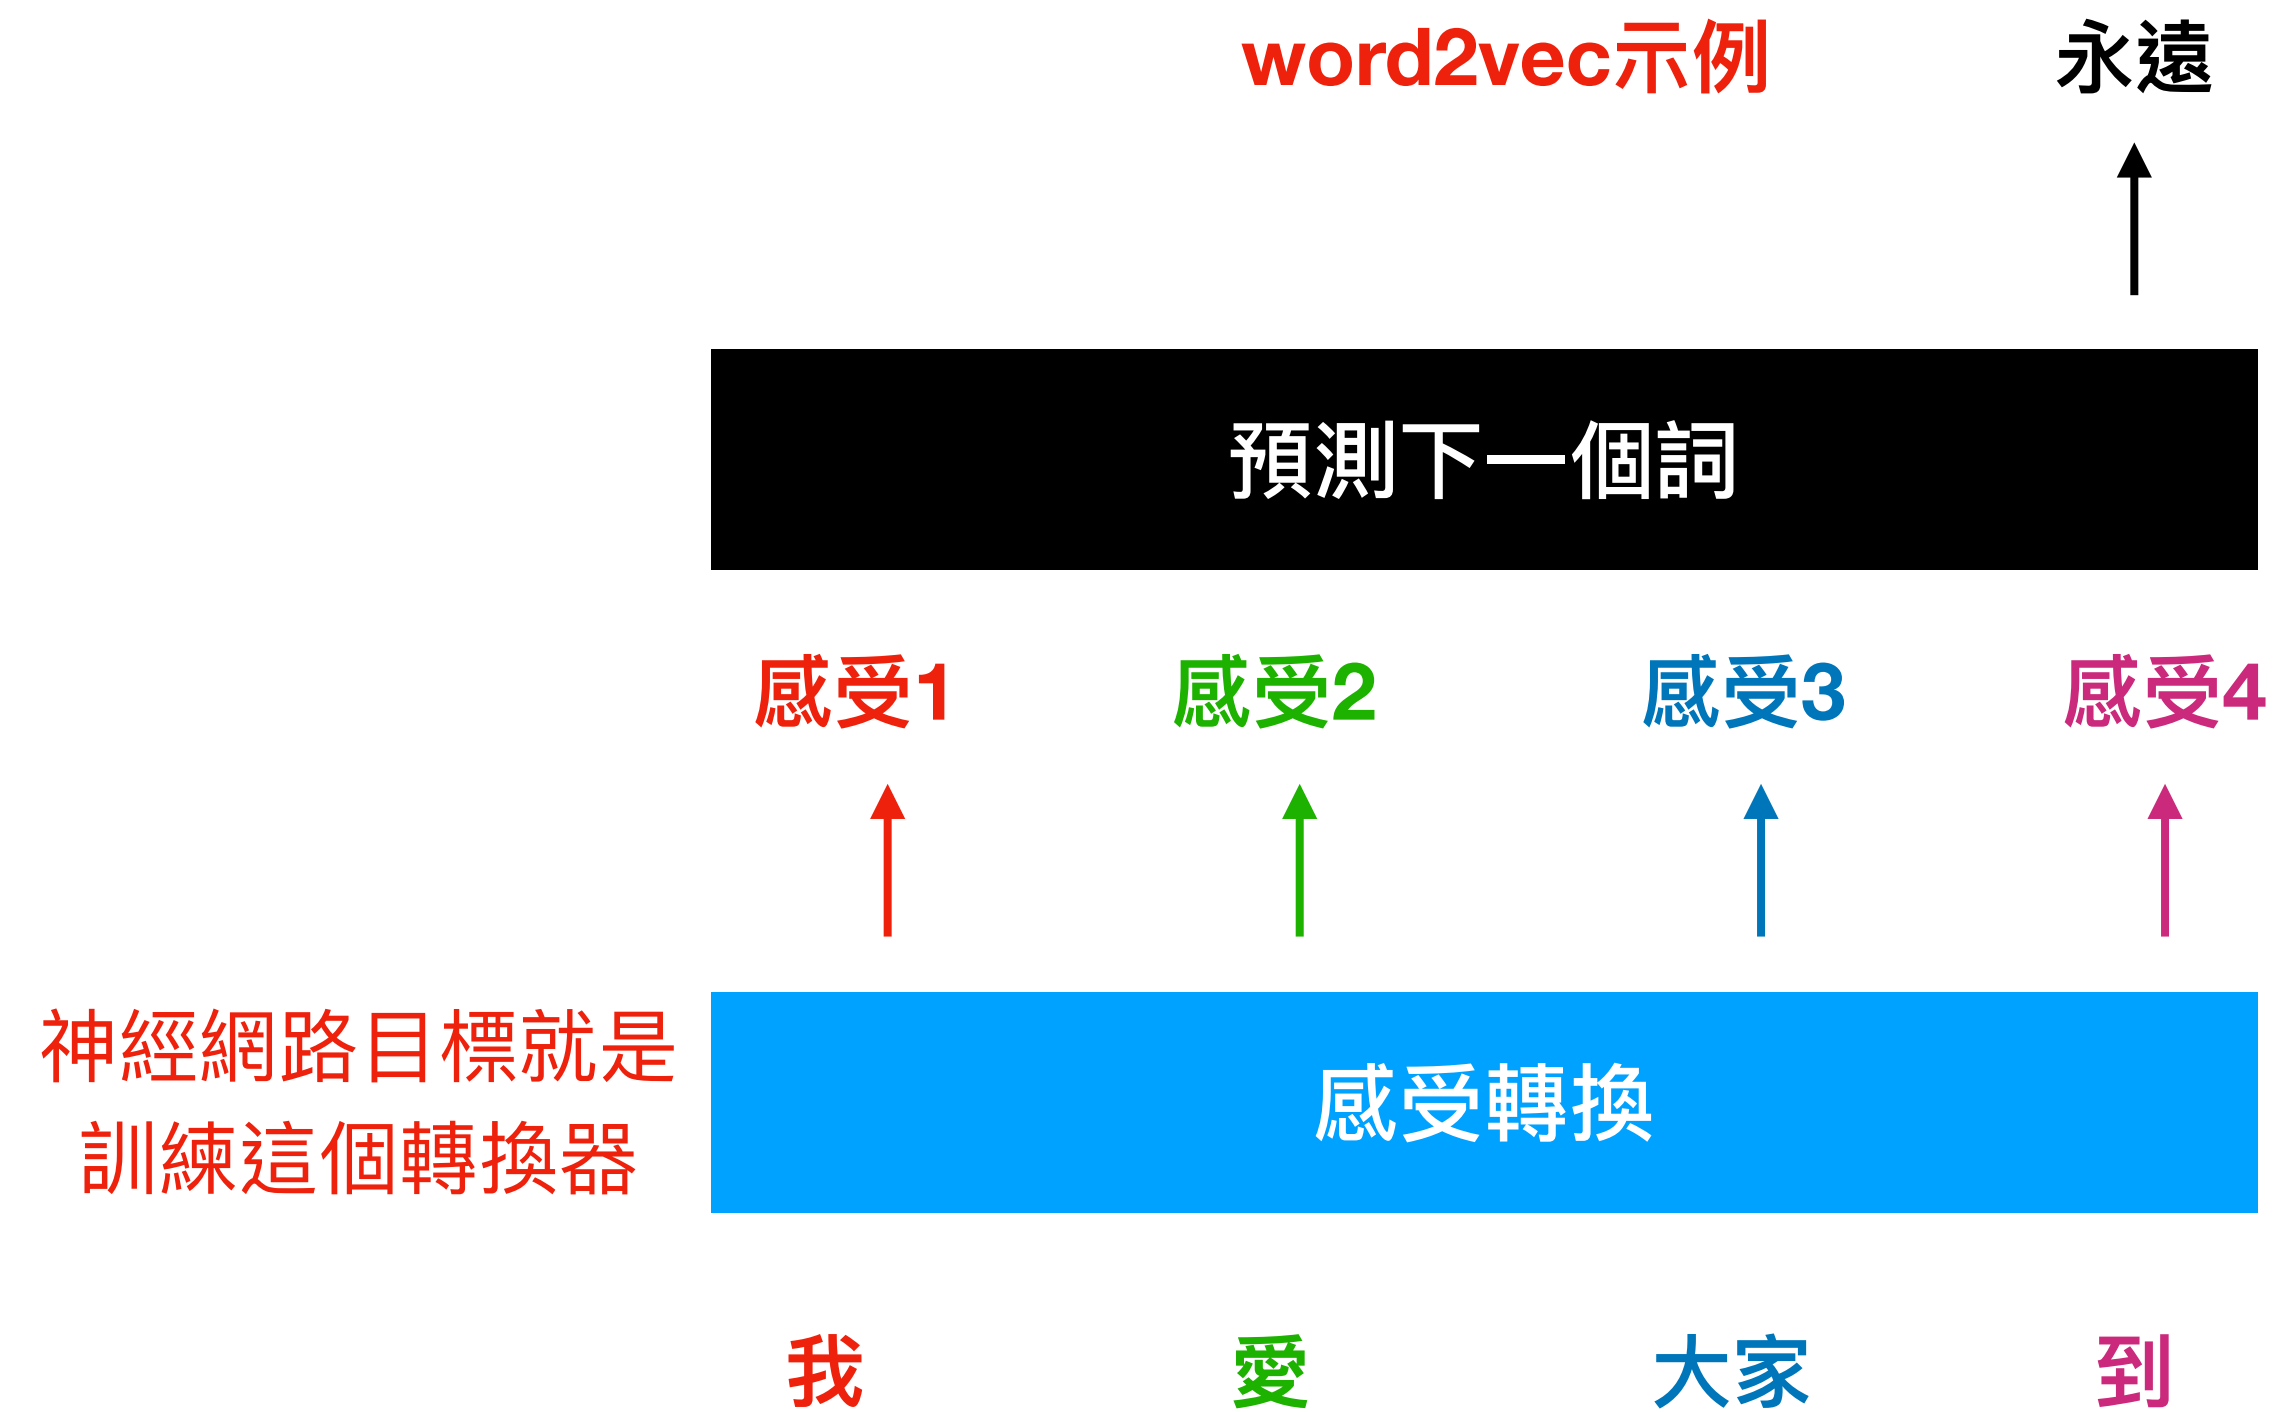 word2vec示例
永遠
預測下一個詞
感受1
感受2
感受3
感受4
神經網路目標就是
訓練這個轉換器
感受轉換
我
愛
大家
到